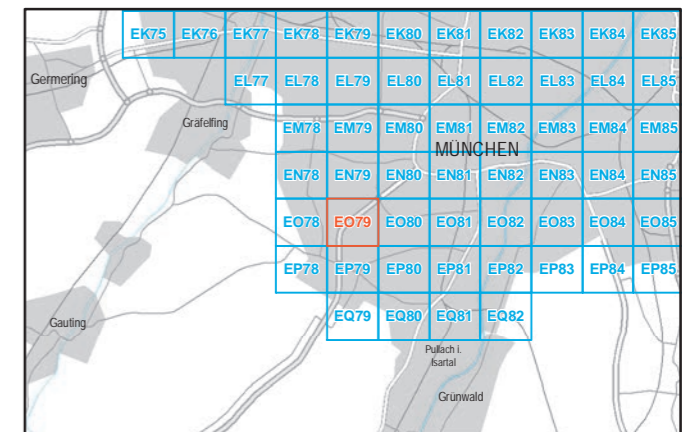 EK75 EK76 EK77 EK78 EK79 EK80 EK81 EK82 EK83 EK84 EK85
Germering
EL77 EL78 EL79 EL80 EL81 EL82 EL83 EL84 EL85
Gräfelfing
EM78 EM79 EM80 EM81 EM82 EM83 EM84 EM85
MÜNCHEN
EN78 EN79 EN80 EN81 EN82 EN83 EN84 EN85
EO78 EO79 EO80 EO81 EO82 EO83 EO84 EO85
EP78 EP79 EP80 EP81 EP82 EP83 EP84 EP85
Gauting
EQ79 EQ80 EQ81 EQ82
Pullach i.
Isartal
Grünwald